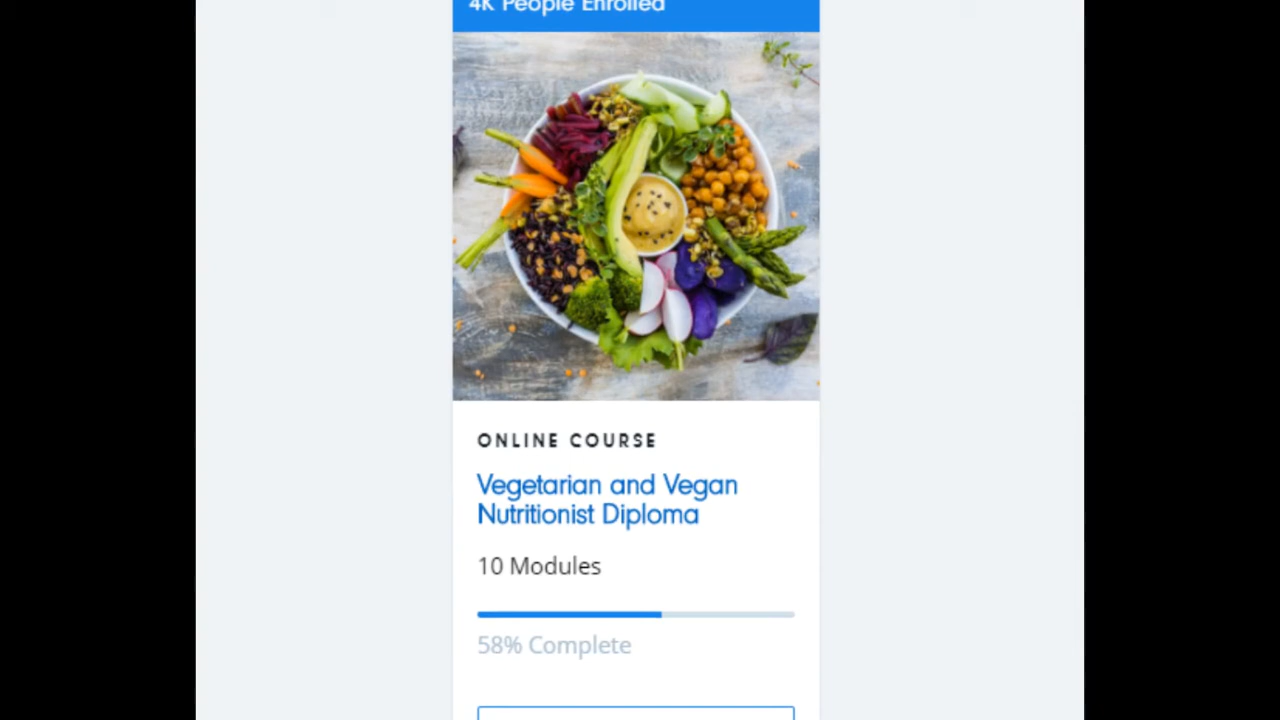 4K People Enrolled
ONLINE COURSE
Vegetarian and Vegan
Nutritionist Diploma
10 Modules
58% Complete